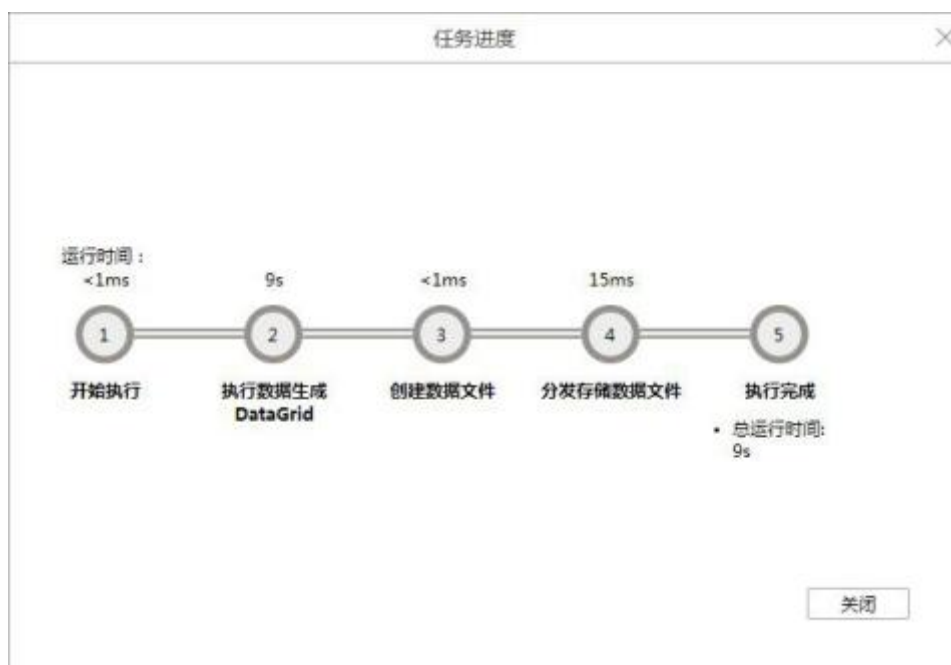 任务进度
运行时间：
<1ms 9s <1ms 15ms
1 2 3 4 5
开始执行 执行数据生成 创建数据文件 分发存储数据文件 执行完成
DataGrid
• 总运行时间:
9s
关闭